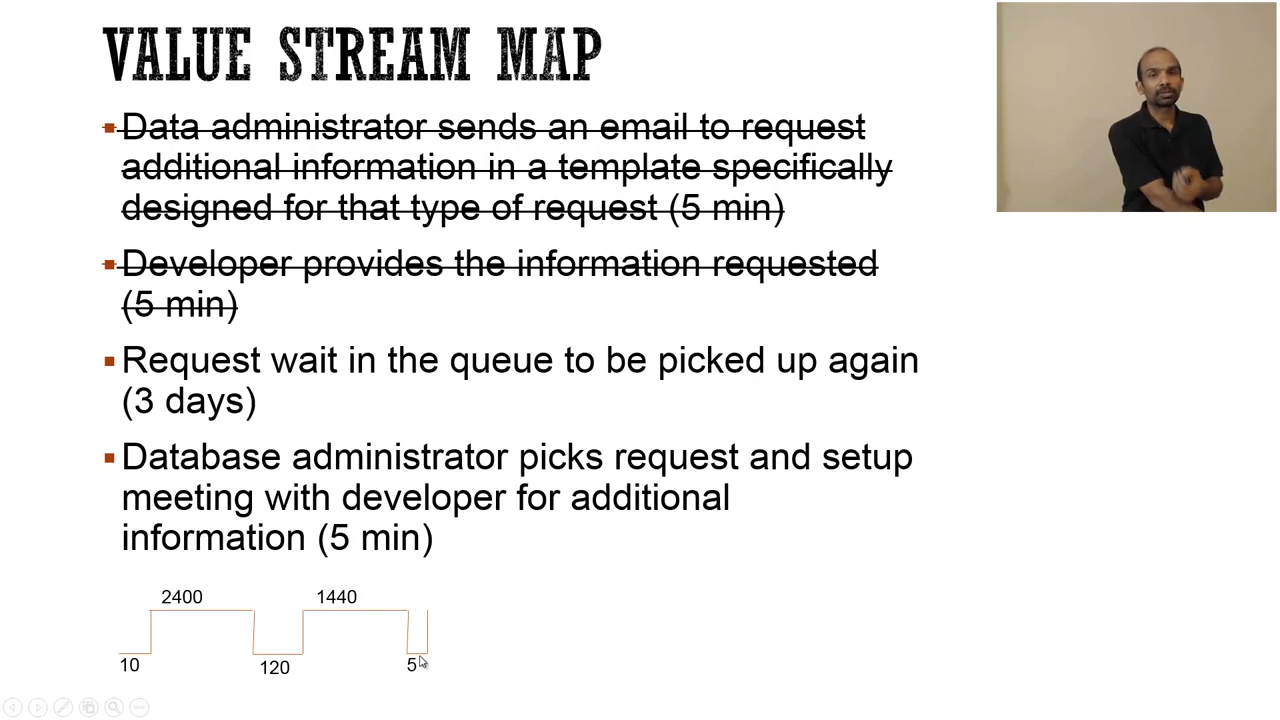 VALUE STREAM MAP
Data administrator sends an email to request
additional information in a template specifically
designed for that type of request (5 min)
Developer provides the information requested
(5 min)
Request wait in the queue to be picked up again
(3 days)
Database administrator picks request and setup
meeting with developer for additional
information (5 min)
2400 1440
10 120 5